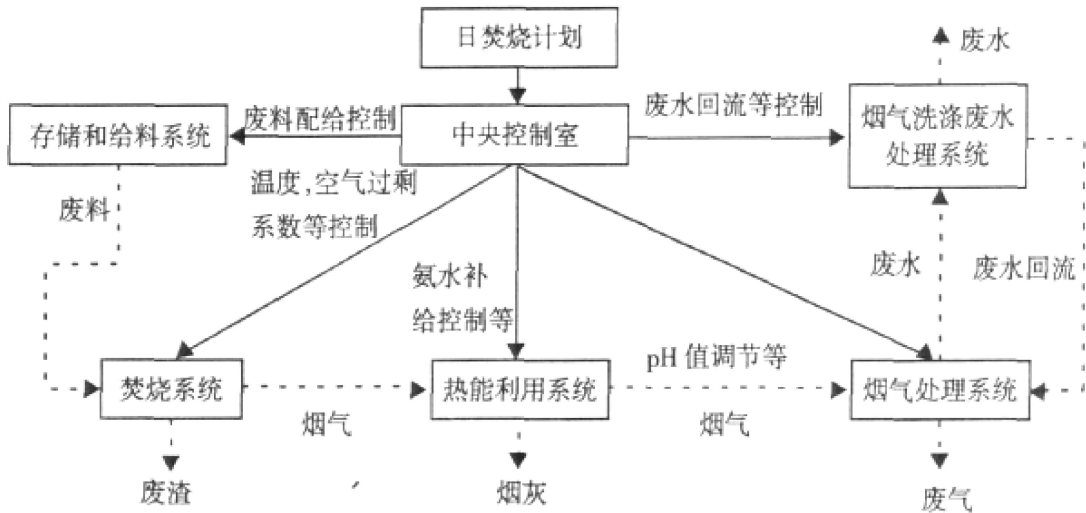 日焚烧计划
废水
废料配给控制
废水回流等控制
存储和给料系统
中央控制室
烟气洗涤废水
处理系统
温度,空气过剩
系数等控制
废料
氨水补
给控制等
废水
废水回流
pH 值调节等
焚烧系统
热能利用系统
烟气处理系统
烟气
烟气
废渣
烟灰
废气